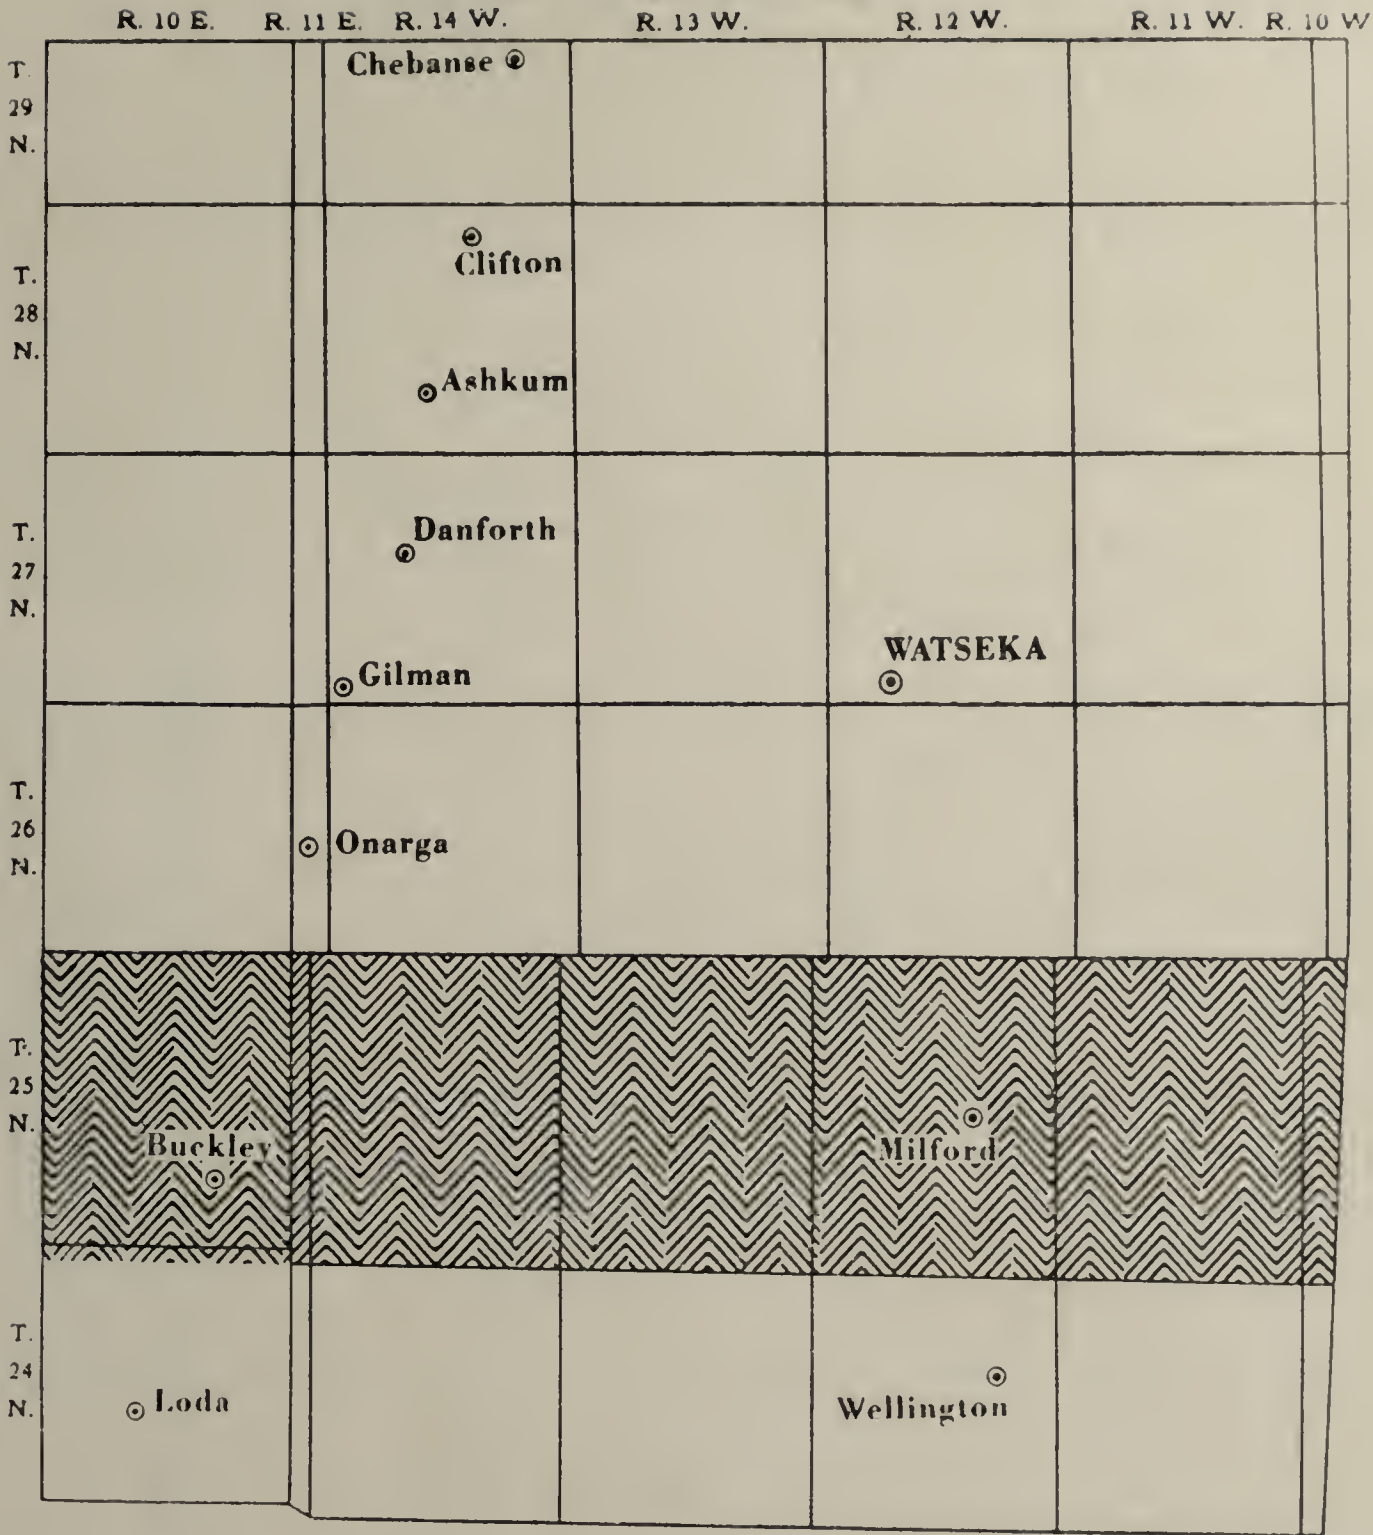 R. 10 E. R. 11 E. R. 14 W. R. 13 W. R. 12 W. R. 11 W. R. 10 W
T.
29
N.
Chebanse
T.
28
N.
Clifton
Ashkum
T.
27
N.
Danforth
WATSEKA
Gilman
T.
26
N.
Onarga
T.
25
N.
Buckley
Milford
T.
24
N.
Loda
Wellington